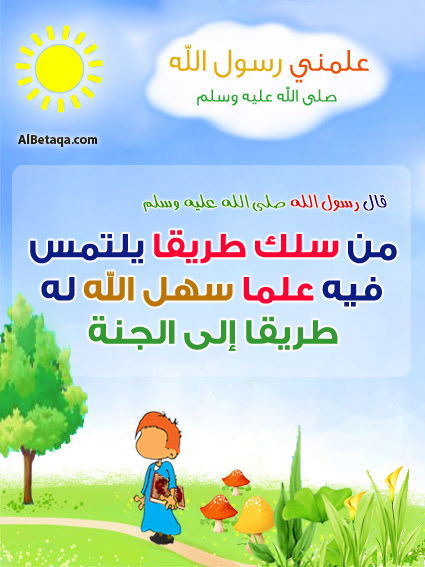 علمني رسول الله
صلى الله عليه وسلم
AlBetaqa.com
قال رسول الله صلى الله عليه وسلم
من سلك طريقا يلتمس
فيه علما سهل الله له
طريقا إلى الجنة